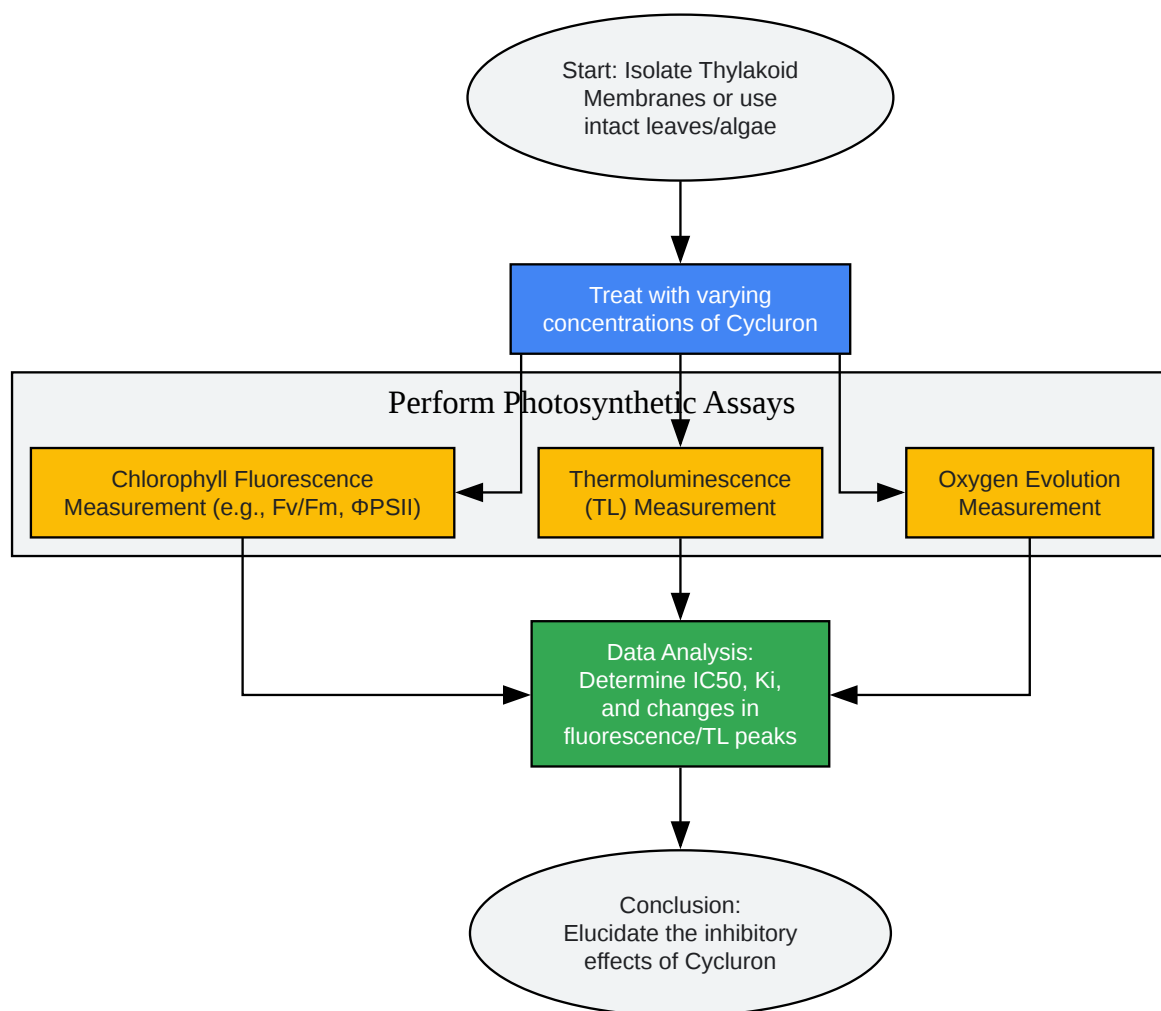 Start: Isolate Thylakoid
Membranes or use
intact leaves/algae
Treat with varying
concentrations of Cycluron
Perform Photosynthetic Assays
Chlorophyll Fluorescence
Measurement (e.g., Fv/Fm, ΦPSII)
Thermoluminescence
(TL) Measurement
Oxygen Evolution
Measurement
Data Analysis:
Determine IC50, Ki,
and changes in
fluorescence/TL peaks
Conclusion:
Elucidate the inhibitory
effects of Cycluron